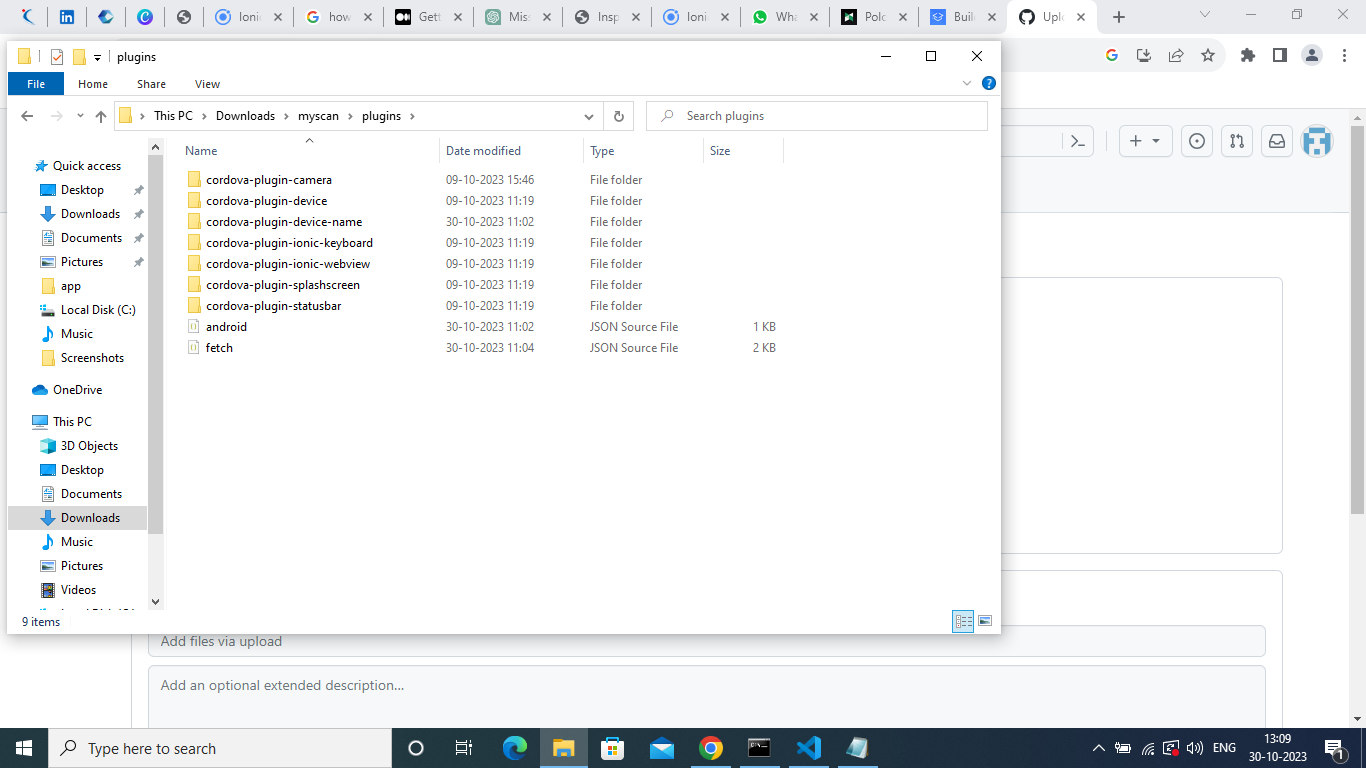 Ionic
how
Gett
Miss
Insp
Ionic
Wha
Polo
Build
Uplo
plugins
File Home Share View
This PC > Downloads > myscan > plugins >
Search plugins
Name Date modified Type Size
Quick access
Desktop
Downloads
Documents
Pictures
app
Local Disk (C:)
Music
Screenshots
OneDrive
This PC
3D Objects
Desktop
Documents
Downloads
Music
Pictures
Videos
cordova-plugin-camera 09-10-2023 15:46 File folder
cordova-plugin-device 09-10-2023 11:19 File folder
cordova-plugin-device-name 30-10-2023 11:02 File folder
cordova-plugin-ionic-keyboard 09-10-2023 11:19 File folder
cordova-plugin-ionic-webview 09-10-2023 11:19 File folder
cordova-plugin-splashscreen 09-10-2023 11:19 File folder
cordova-plugin-statusbar 09-10-2023 11:19 File folder
android 30-10-2023 11:02 JSON Source File 1 KB
fetch 30-10-2023 11:04 JSON Source File 2 KB
9 items
Add files via upload
Add an optional extended description...
Type here to search
ENG
13:09
30-10-2023
1